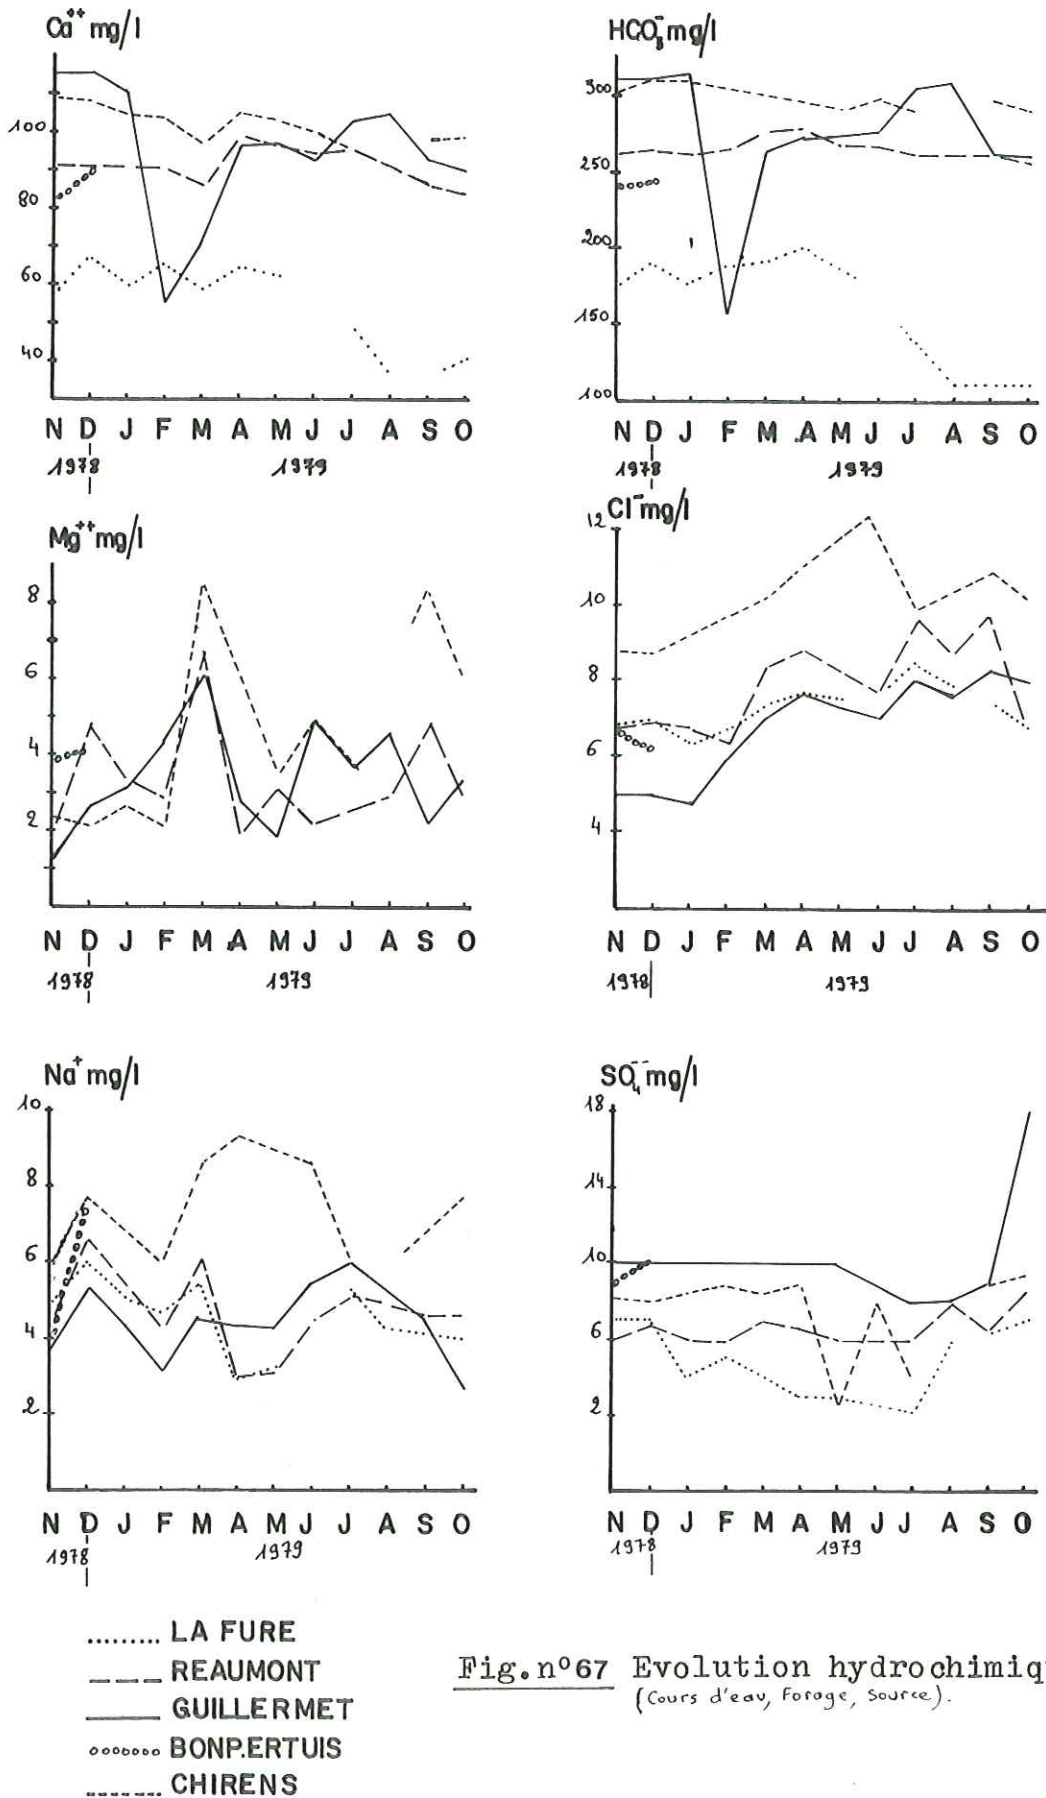 Ca++ mg/l
100
80
60
40
N D J F M A M J J A S O
1978 1979
HCO3- mg/l
300
250
200
150
100
N D J F M A M J J A S O
1978 1979
Mg++ mg/l
8
6
4
2
N D J F M A M J J A S O
1978 1979
Cl- mg/l
12
10
8
6
4
N D J F M A M J J A S O
1978 1979
Na+ mg/l
10
8
6
4
2
N D J F M A M J J A S O
1978 1979
SO4-- mg/l
18
14
10
6
2
N D J F M A M J J A S O
1978 1979
LA FURE
REAUMONT
GUILLERMET
BONP.ERTUIS
CHIRENS
Fig.n°67 Evolution hydrochimiq
(Cours d'eau, Forage, Source).